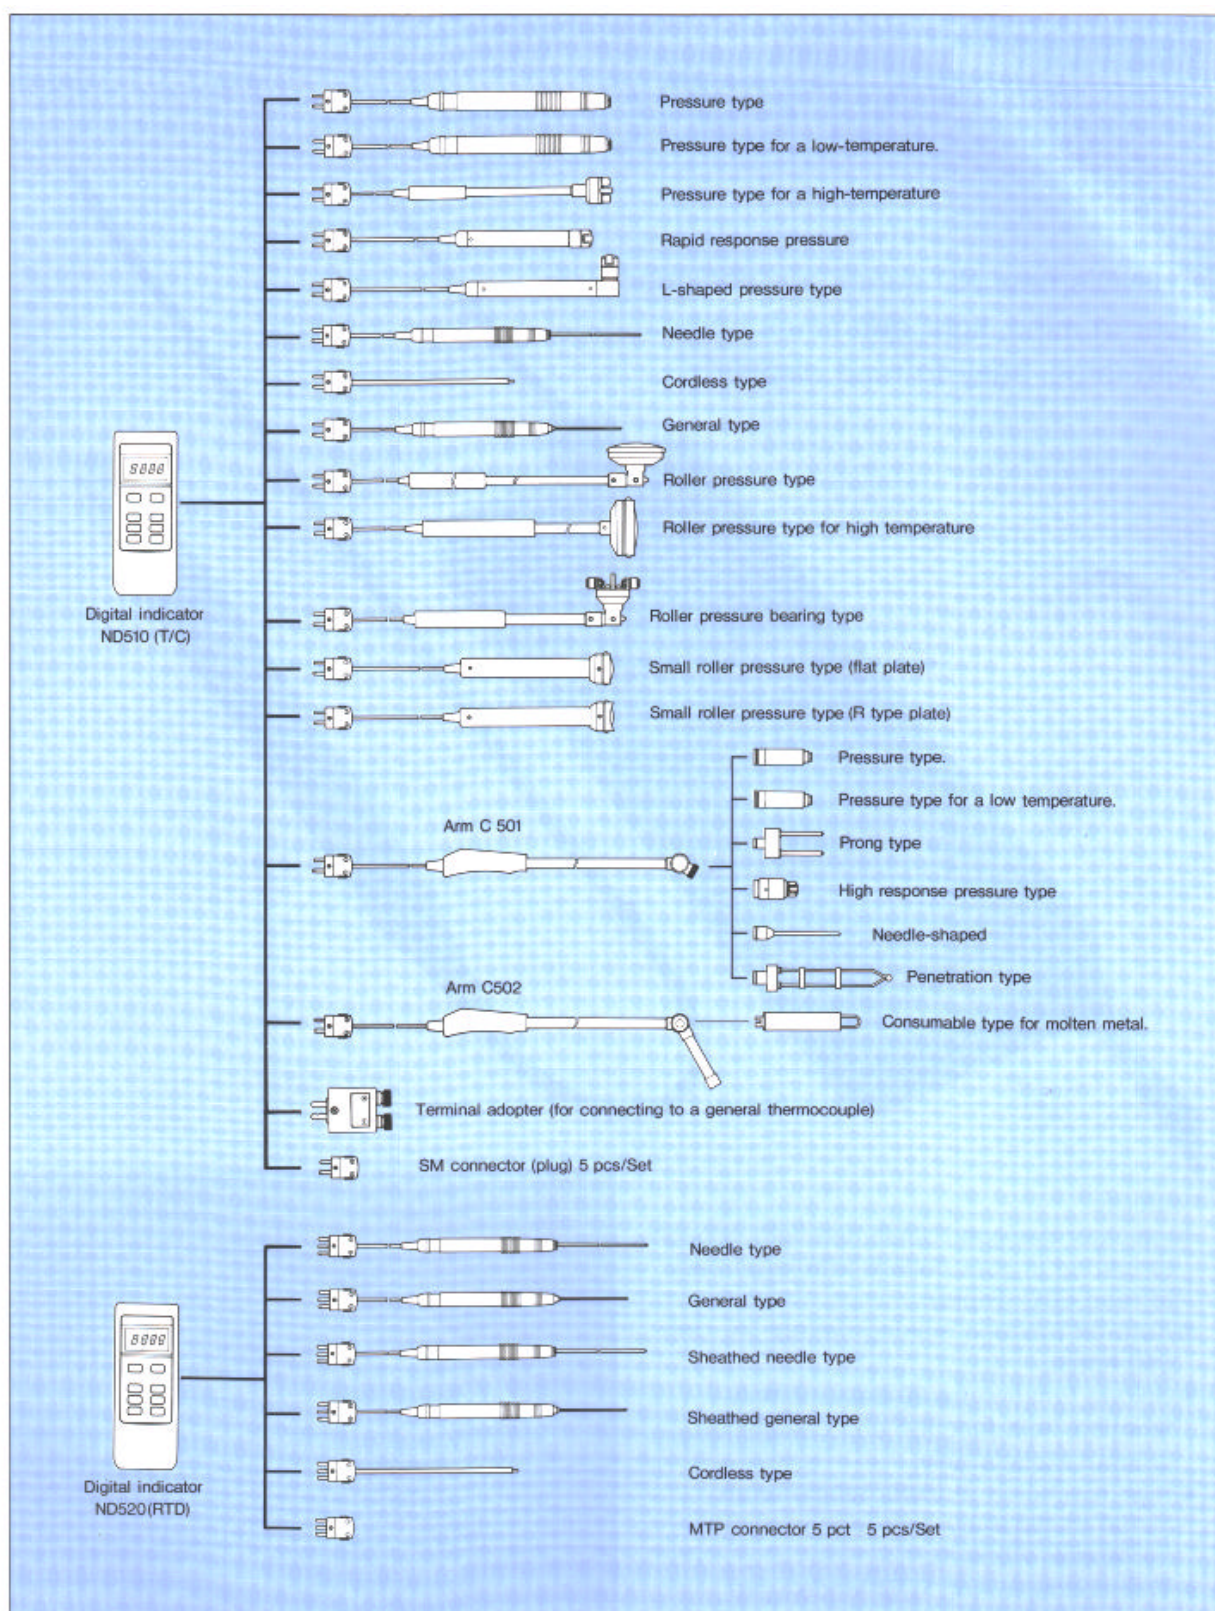 Pressure type
Pressure type for a low-temperature.
Pressure type for a high-temperature
Rapid response pressure
L-shaped pressure type
Needle type
Cordless type
General type
8888
Roller pressure type
Roller pressure type for high temperature
Digital indicator
ND510 (T/C)
Roller pressure bearing type
Small roller pressure type (flat plate)
Small roller pressure type (R type plate)
Pressure type.
Pressure type for a low temperature.
Arm C 501
Prong type
High response pressure type
Needle-shaped
Penetration type
Arm C502
Consumable type for molten metal.
Terminal adopter (for connecting to a general thermocouple)
SM connector (plug) 5 pcs/Set
Needle type
General type
8888
Sheathed needle type
Sheathed general type
Cordless type
Digital indicator
ND520(RTD)
MTP connector 5 pct 5 pcs/Set